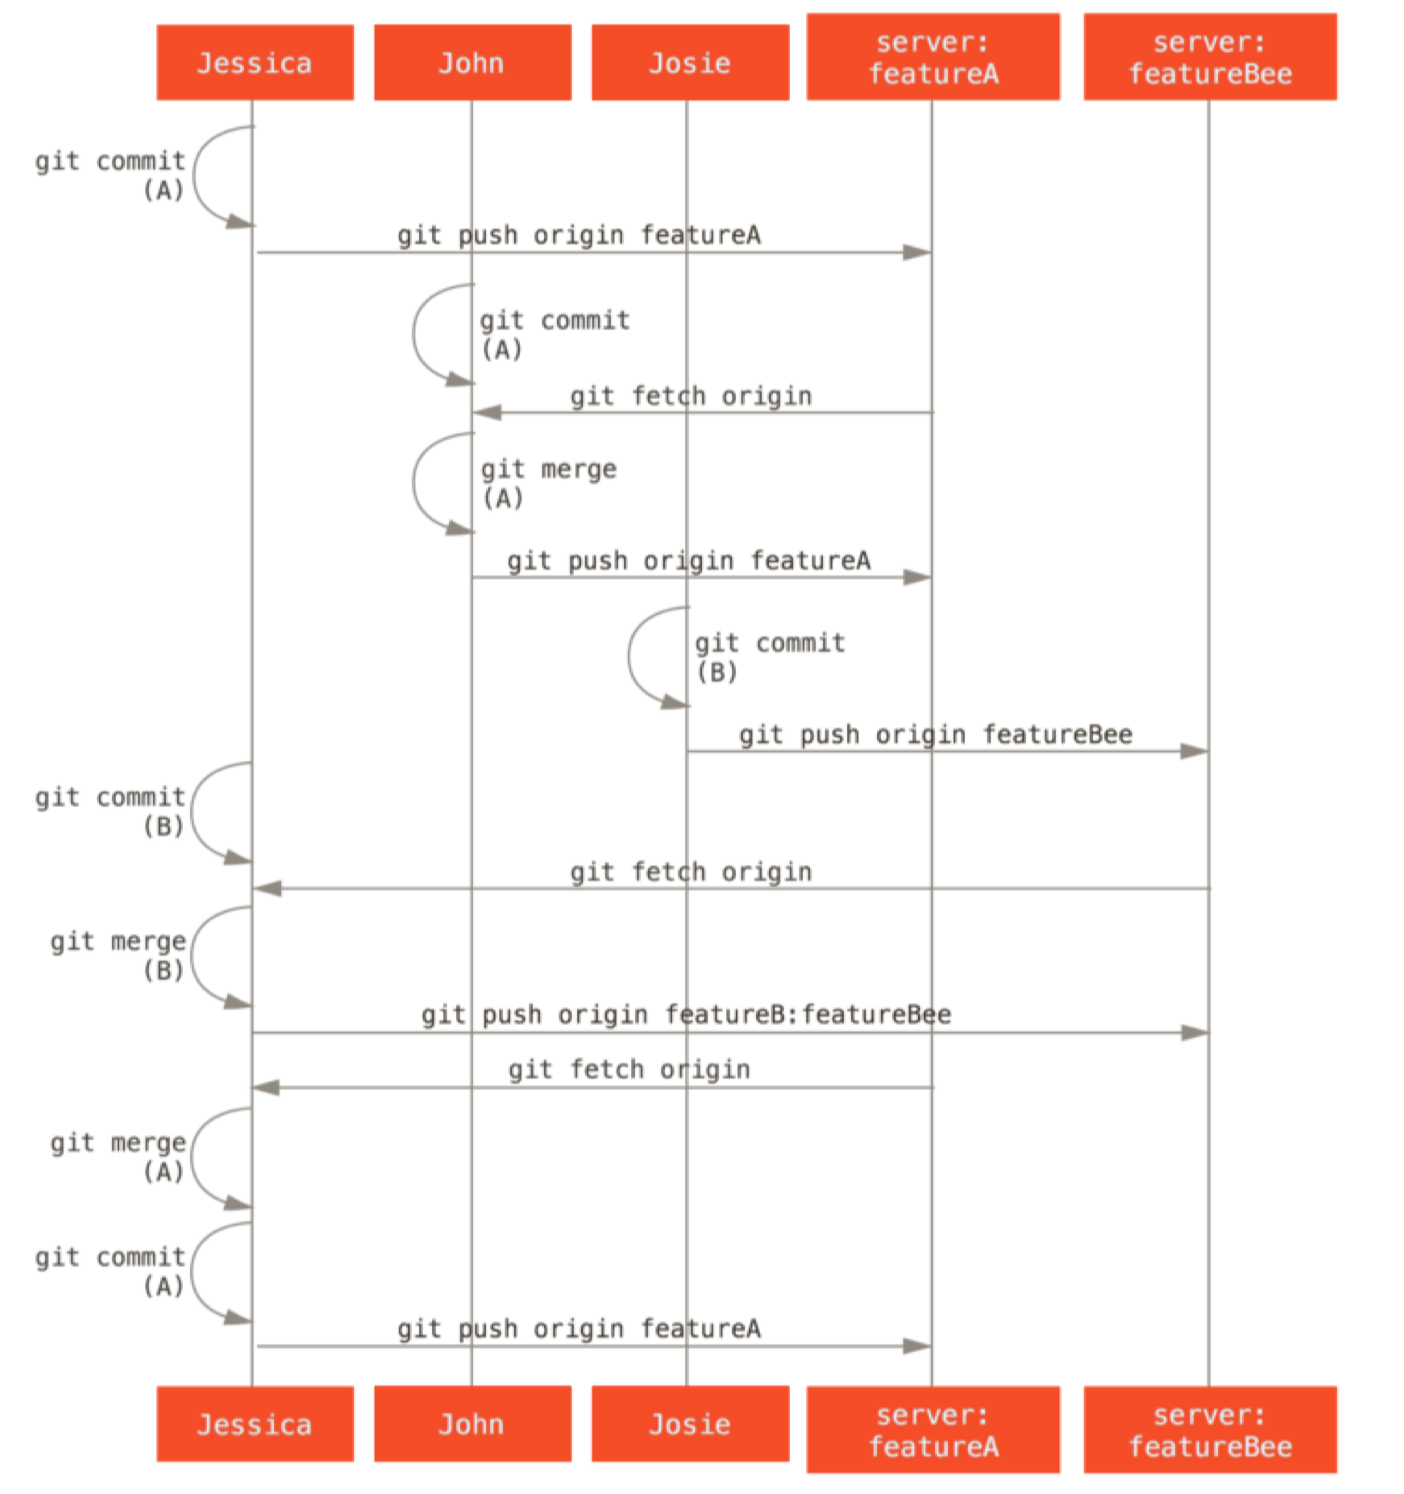 Jessica
John
Josie
server:
featureA
server:
featureBee
git commit
(A)
git push origin featureA
git commit
(A)
git fetch origin
git merge
(A)
git push origin featureA
git commit
(B)
git push origin featureBee
git commit
(B)
git fetch origin
git merge
(B)
git push origin featureB:featureBee
git fetch origin
git merge
(A)
git commit
(A)
git push origin featureA
Jessica
John
Josie
server:
featureA
server:
featureBee